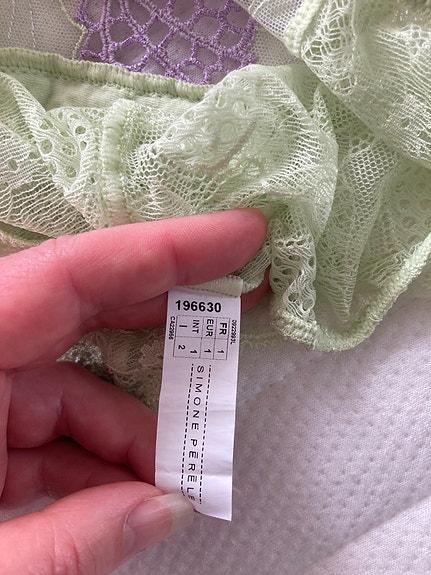 196630
FR 1
EUR 1
INT 1
I 2
SIMONE PÉRÈLE